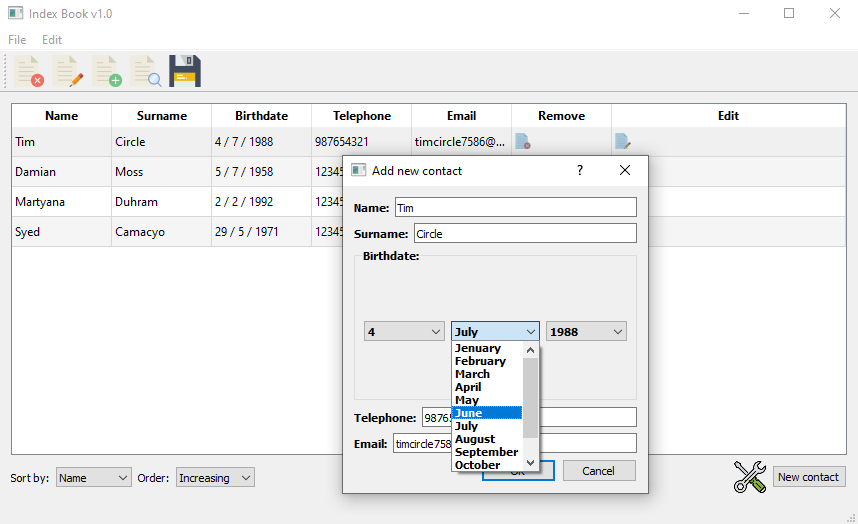 Index Book v1.0
File Edit
Name Surname Birthdate Telephone Email Remove Edit
Tim Circle 4 / 7 / 1988 987654321 timcircle7586@...
Damian Moss 5 / 7 / 1958 12345
Martyana Duhram 2 / 2 / 1992 12345
Syed Camacyo 29 / 5 / 1971 12345
Add new contact ?
Name: Tim
Surname: Circle
Birthdate:
4 July 1988
Jenuary
February
March
April
May
June
July
August
September
October
Telephone: 9876
Email: timcircle758
OK Cancel
Sort by: Name Order: Increasing New contact